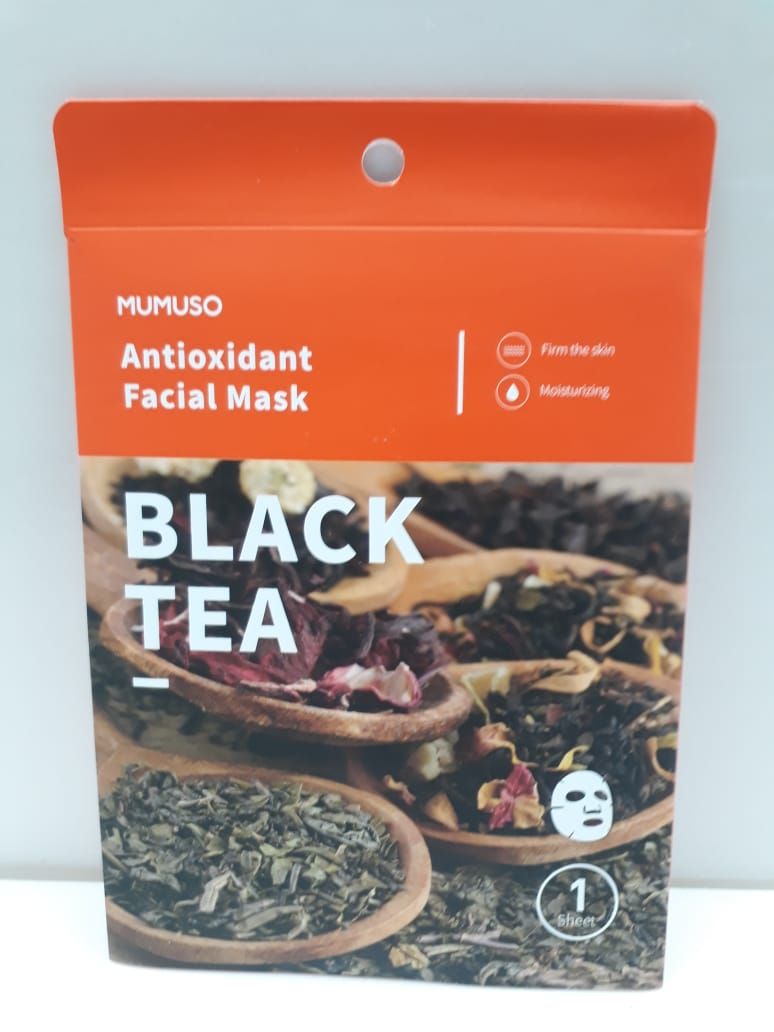 MUMUSO
Antioxidant
Facial Mask
Firm the skin
Moisturizing
BLACK
TEA
1
Sheet